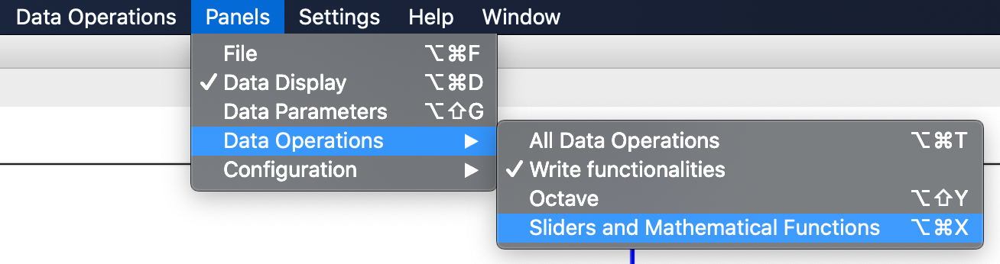 Data Operations Panels Settings Help Window
File ⌥⌘F
✓ Data Display ⌥⌘D
Data Parameters ⌥⇧G
Data Operations ▶
Configuration ▶
All Data Operations ⌥⌘T
✓ Write functionalities
Octave ⌥⇧Y
Sliders and Mathematical Functions ⌥⌘X